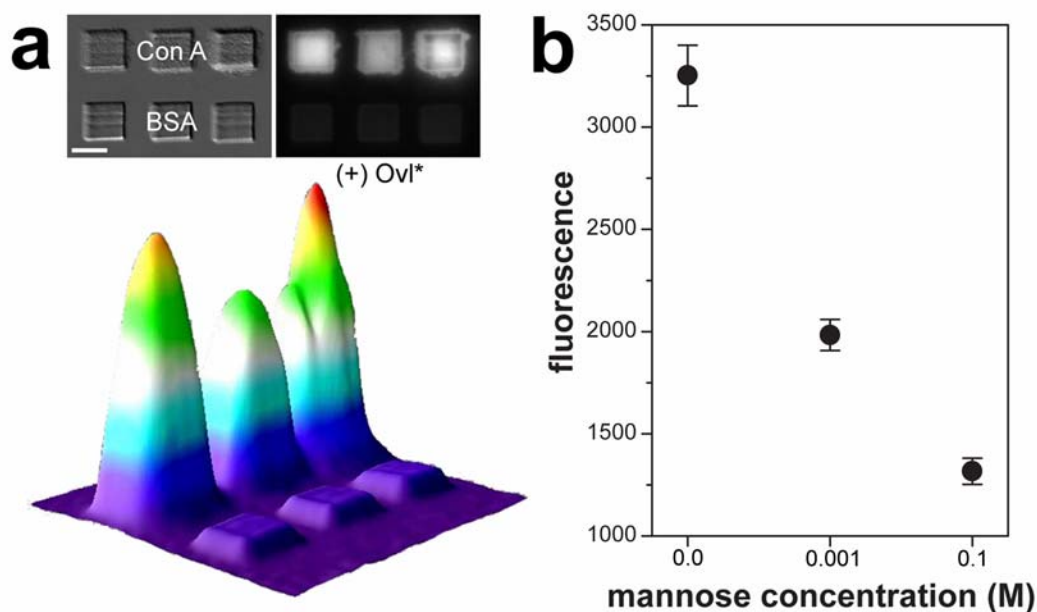 a
Con A
BSA
(+) Ovl*
b
3500
3000
2500
2000
1500
1000
fluorescence
0.0
0.001
0.1
mannose concentration (M)